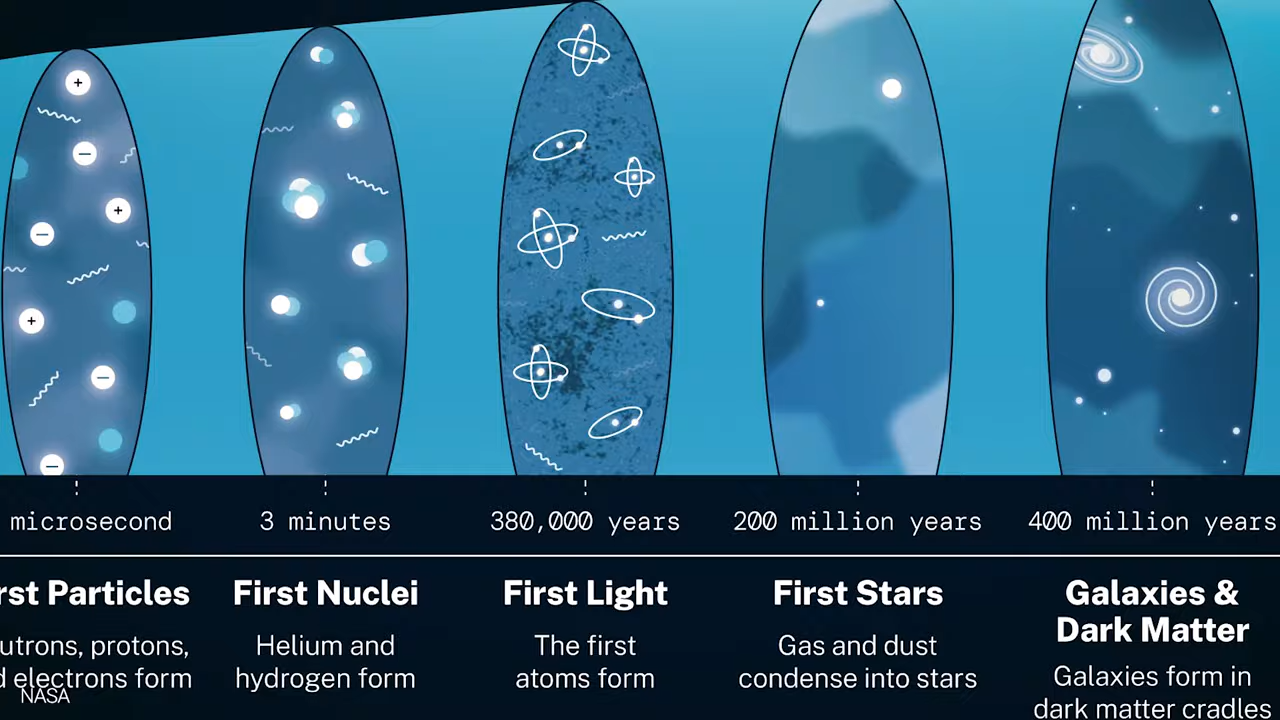 microsecond
3 minutes
380,000 years
200 million years
400 million years
rst Particles
First Nuclei
First Light
First Stars
Galaxies &
Dark Matter
utrons, protons,
d electrons form
Helium and
hydrogen form
The first
atoms form
Gas and dust
condense into stars
Galaxies form in
dark matter cradles
NASA